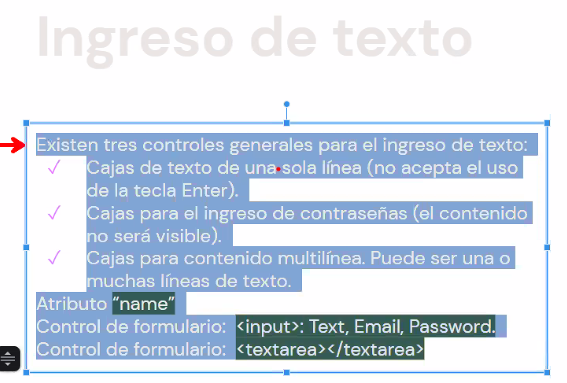 Ingreso de texto
Existen tres controles generales para el ingreso de texto:
✓ Cajas de texto de una sola línea (no acepta el uso
de la tecla Enter).
✓ Cajas para el ingreso de contraseñas (el contenido
no será visible).
✓ Cajas para contenido multilínea. Puede ser una o
muchas líneas de texto.
Atributo “name”
Control de formulario: <input>: Text, Email, Password.
Control de formulario: <textarea></textarea>